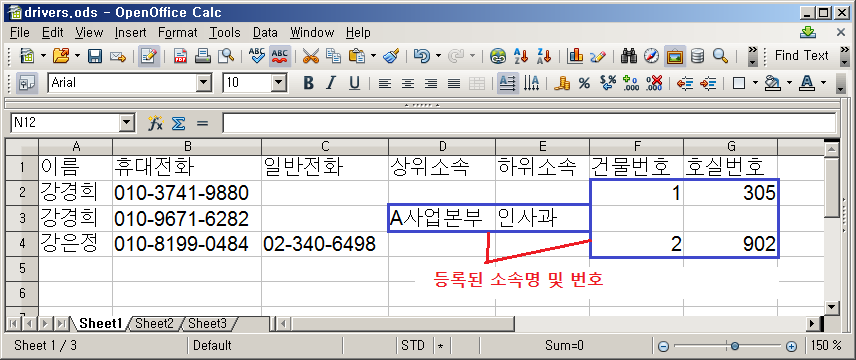 drivers.ods - OpenOffice Calc
File Edit View Insert Format Tools Data Window Help
ABC ABC Find Text
Arial 10 B I U
N12
A B C D E F G
1 이름 휴대전화 일반전화 상위소속 하위소속 건물번호 호실번호
2 강경희 010-3741-9880 1 305
3 강경희 010-9671-6282 A사업본부 인사과
4 강은정 010-8199-0484 02-340-6498 2 902
5
등록된 소속명 및 번호
6
Sheet1 Sheet2 Sheet3
Sheet 1 / 3 Default STD * Sum=0 150 %